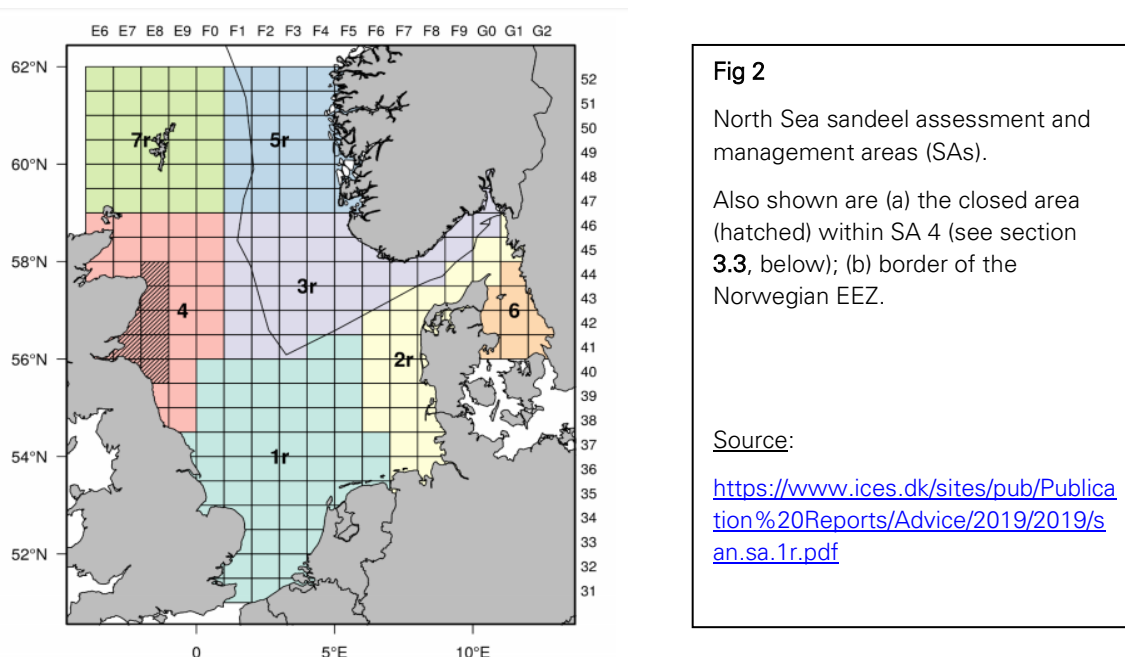 E6 E7 E8 E9 F0 F1 F2 F3 F4 F5 F6 F7 F8 F9 G0 G1 G2
62°N
60°N
58°N
56°N
54°N
52°N
52
51
50
49
48
47
46
45
44
43
42
41
40
39
38
37
36
35
34
33
32
31
7r
5r
3r
4
6
2r
1r
0 5°E 10°E
Fig 2
North Sea sandeel assessment and
management areas (SAs).
Also shown are (a) the closed area
(hatched) within SA 4 (see section
3.3, below); (b) border of the
Norwegian EEZ.
Source:
https://www.ices.dk/sites/pub/Publica
tion%20Reports/Advice/2019/2019/s
an.sa.1r.pdf